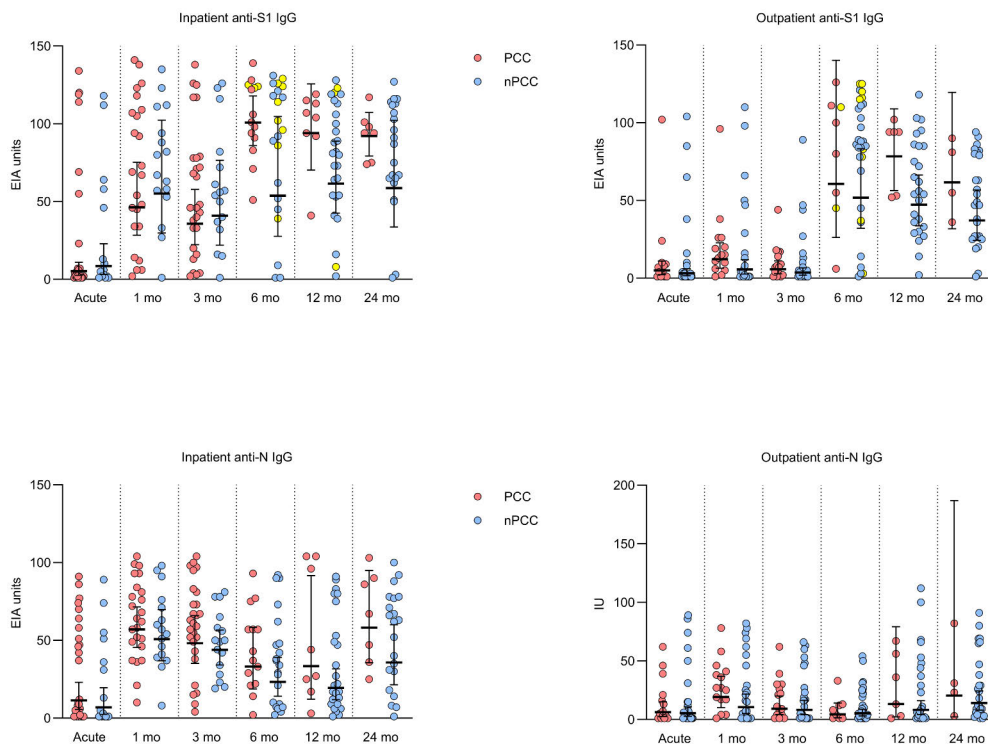 Inpatient anti-S1 IgG
150
100
50
0
EIA units
Acute 1 mo 3 mo 6 mo 12 mo 24 mo
PCC
nPCC
Outpatient anti-S1 IgG
150
100
50
0
EIA units
Acute 1 mo 3 mo 6 mo 12 mo 24 mo
Inpatient anti-N IgG
150
100
50
0
EIA units
Acute 1 mo 3 mo 6 mo 12 mo 24 mo
PCC
nPCC
Outpatient anti-N IgG
200
150
100
50
0
IU
Acute 1 mo 3 mo 6 mo 12 mo 24 mo